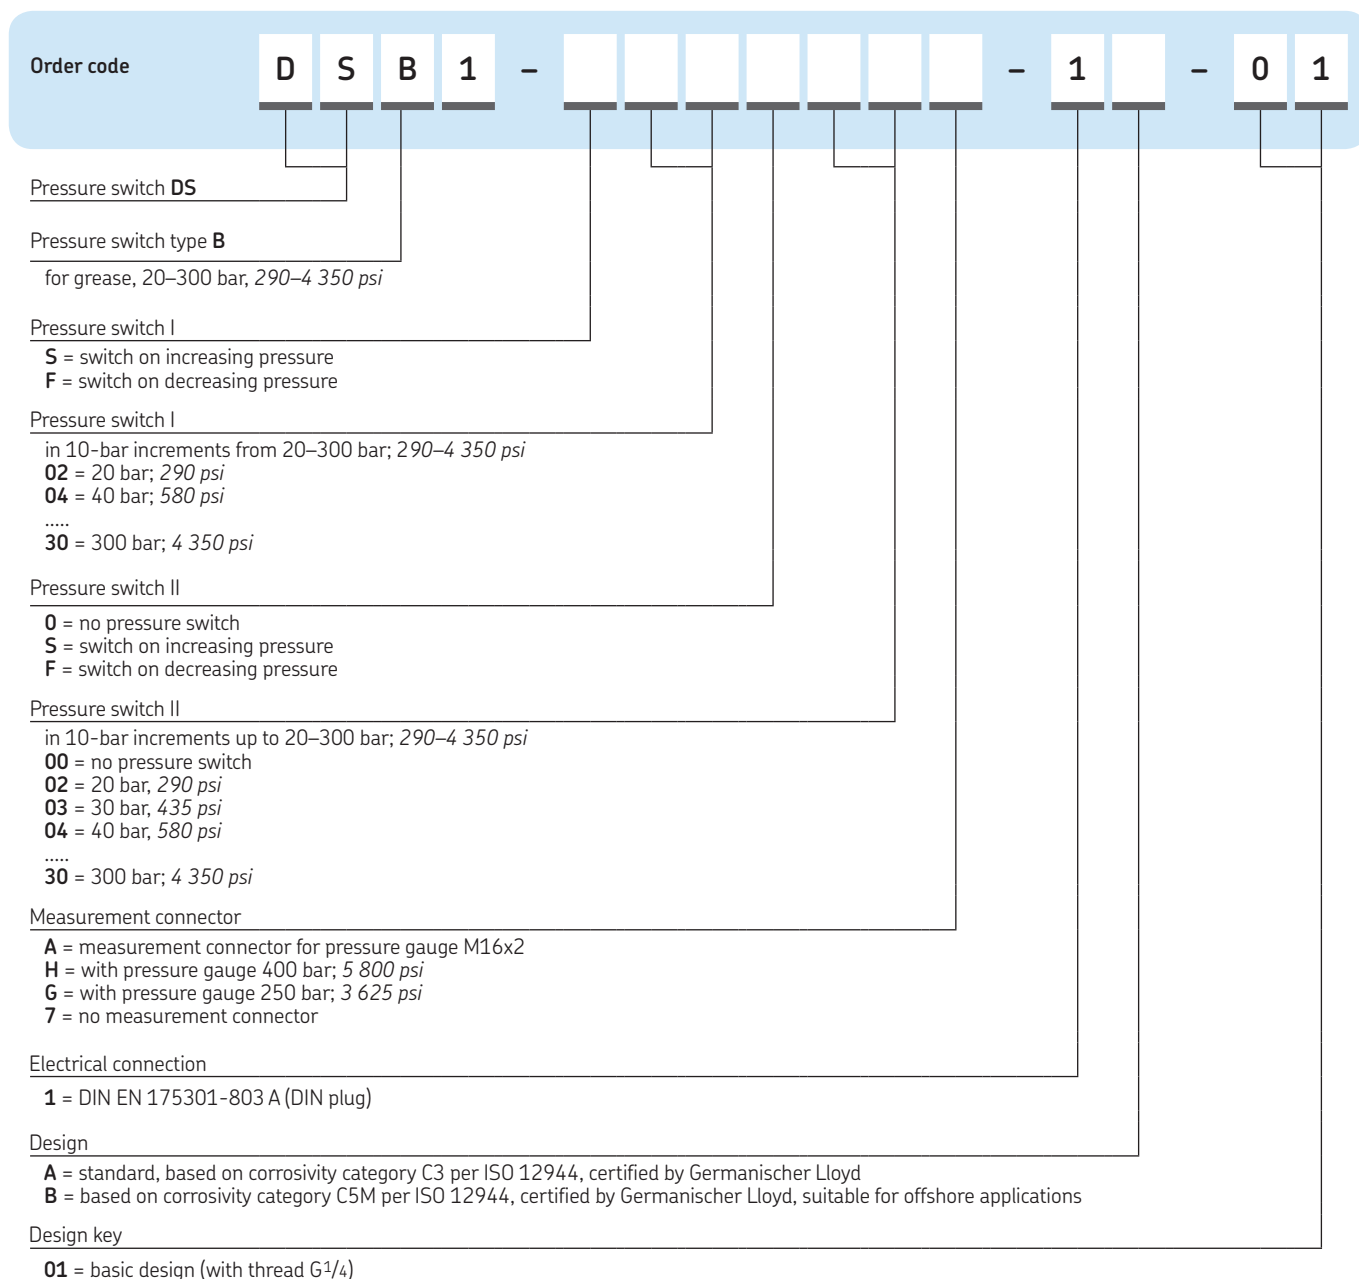 Order code D S B 1 – – 1 – 0 1
Pressure switch DS
Pressure switch type B
for grease, 20–300 bar, 290–4 350 psi
Pressure switch I
S = switch on increasing pressure
F = switch on decreasing pressure
Pressure switch I
in 10-bar increments from 20–300 bar; 290–4 350 psi
02 = 20 bar; 290 psi
04 = 40 bar; 580 psi
.....
30 = 300 bar; 4 350 psi
Pressure switch II
0 = no pressure switch
S = switch on increasing pressure
F = switch on decreasing pressure
Pressure switch II
in 10-bar increments up to 20–300 bar; 290–4 350 psi
00 = no pressure switch
02 = 20 bar, 290 psi
03 = 30 bar, 435 psi
04 = 40 bar, 580 psi
.....
30 = 300 bar; 4 350 psi
Measurement connector
A = measurement connector for pressure gauge M16x2
H = with pressure gauge 400 bar; 5 800 psi
G = with pressure gauge 250 bar; 3 625 psi
7 = no measurement connector
Electrical connection
1 = DIN EN 175301-803 A (DIN plug)
Design
A = standard, based on corrosivity category C3 per ISO 12944, certified by Germanischer Lloyd
B = based on corrosivity category C5M per ISO 12944, certified by Germanischer Lloyd, suitable for offshore applications
Design key
01 = basic design (with thread G1/4)